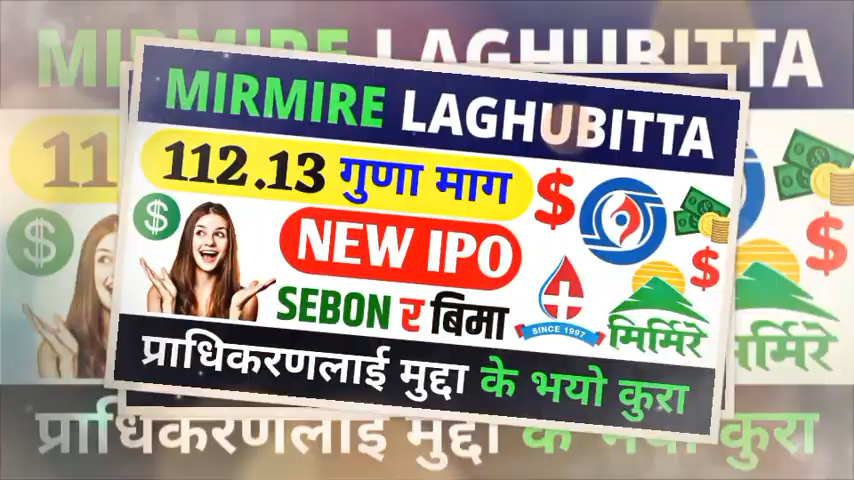 MIRMIRE LAGHUBITTA
112.13 गुणा माग
NEW IPO
SEBON र बिमा
SINCE 1997
मिर्मिरे
प्राधिकरणलाई मुद्दा के भयो कुरा